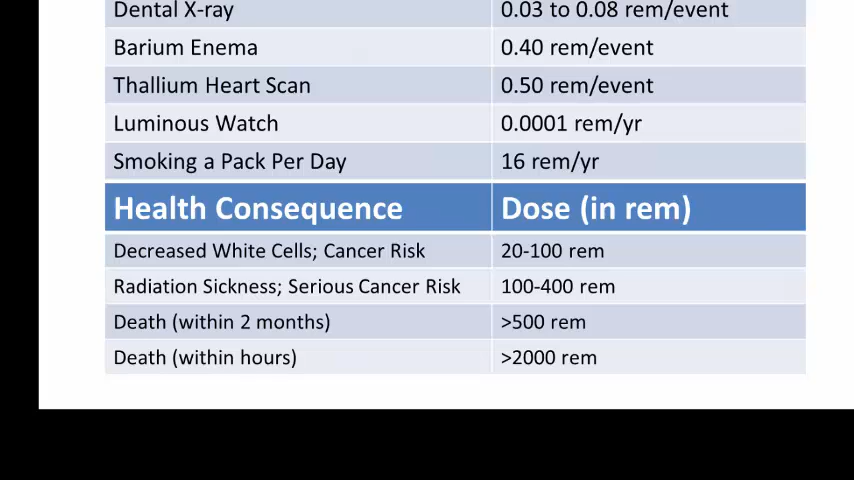 Dental X-ray 0.03 to 0.08 rem/event
Barium Enema 0.40 rem/event
Thallium Heart Scan 0.50 rem/event
Luminous Watch 0.0001 rem/yr
Smoking a Pack Per Day 16 rem/yr
Health Consequence Dose (in rem)
Decreased White Cells; Cancer Risk 20-100 rem
Radiation Sickness; Serious Cancer Risk 100-400 rem
Death (within 2 months) >500 rem
Death (within hours) >2000 rem